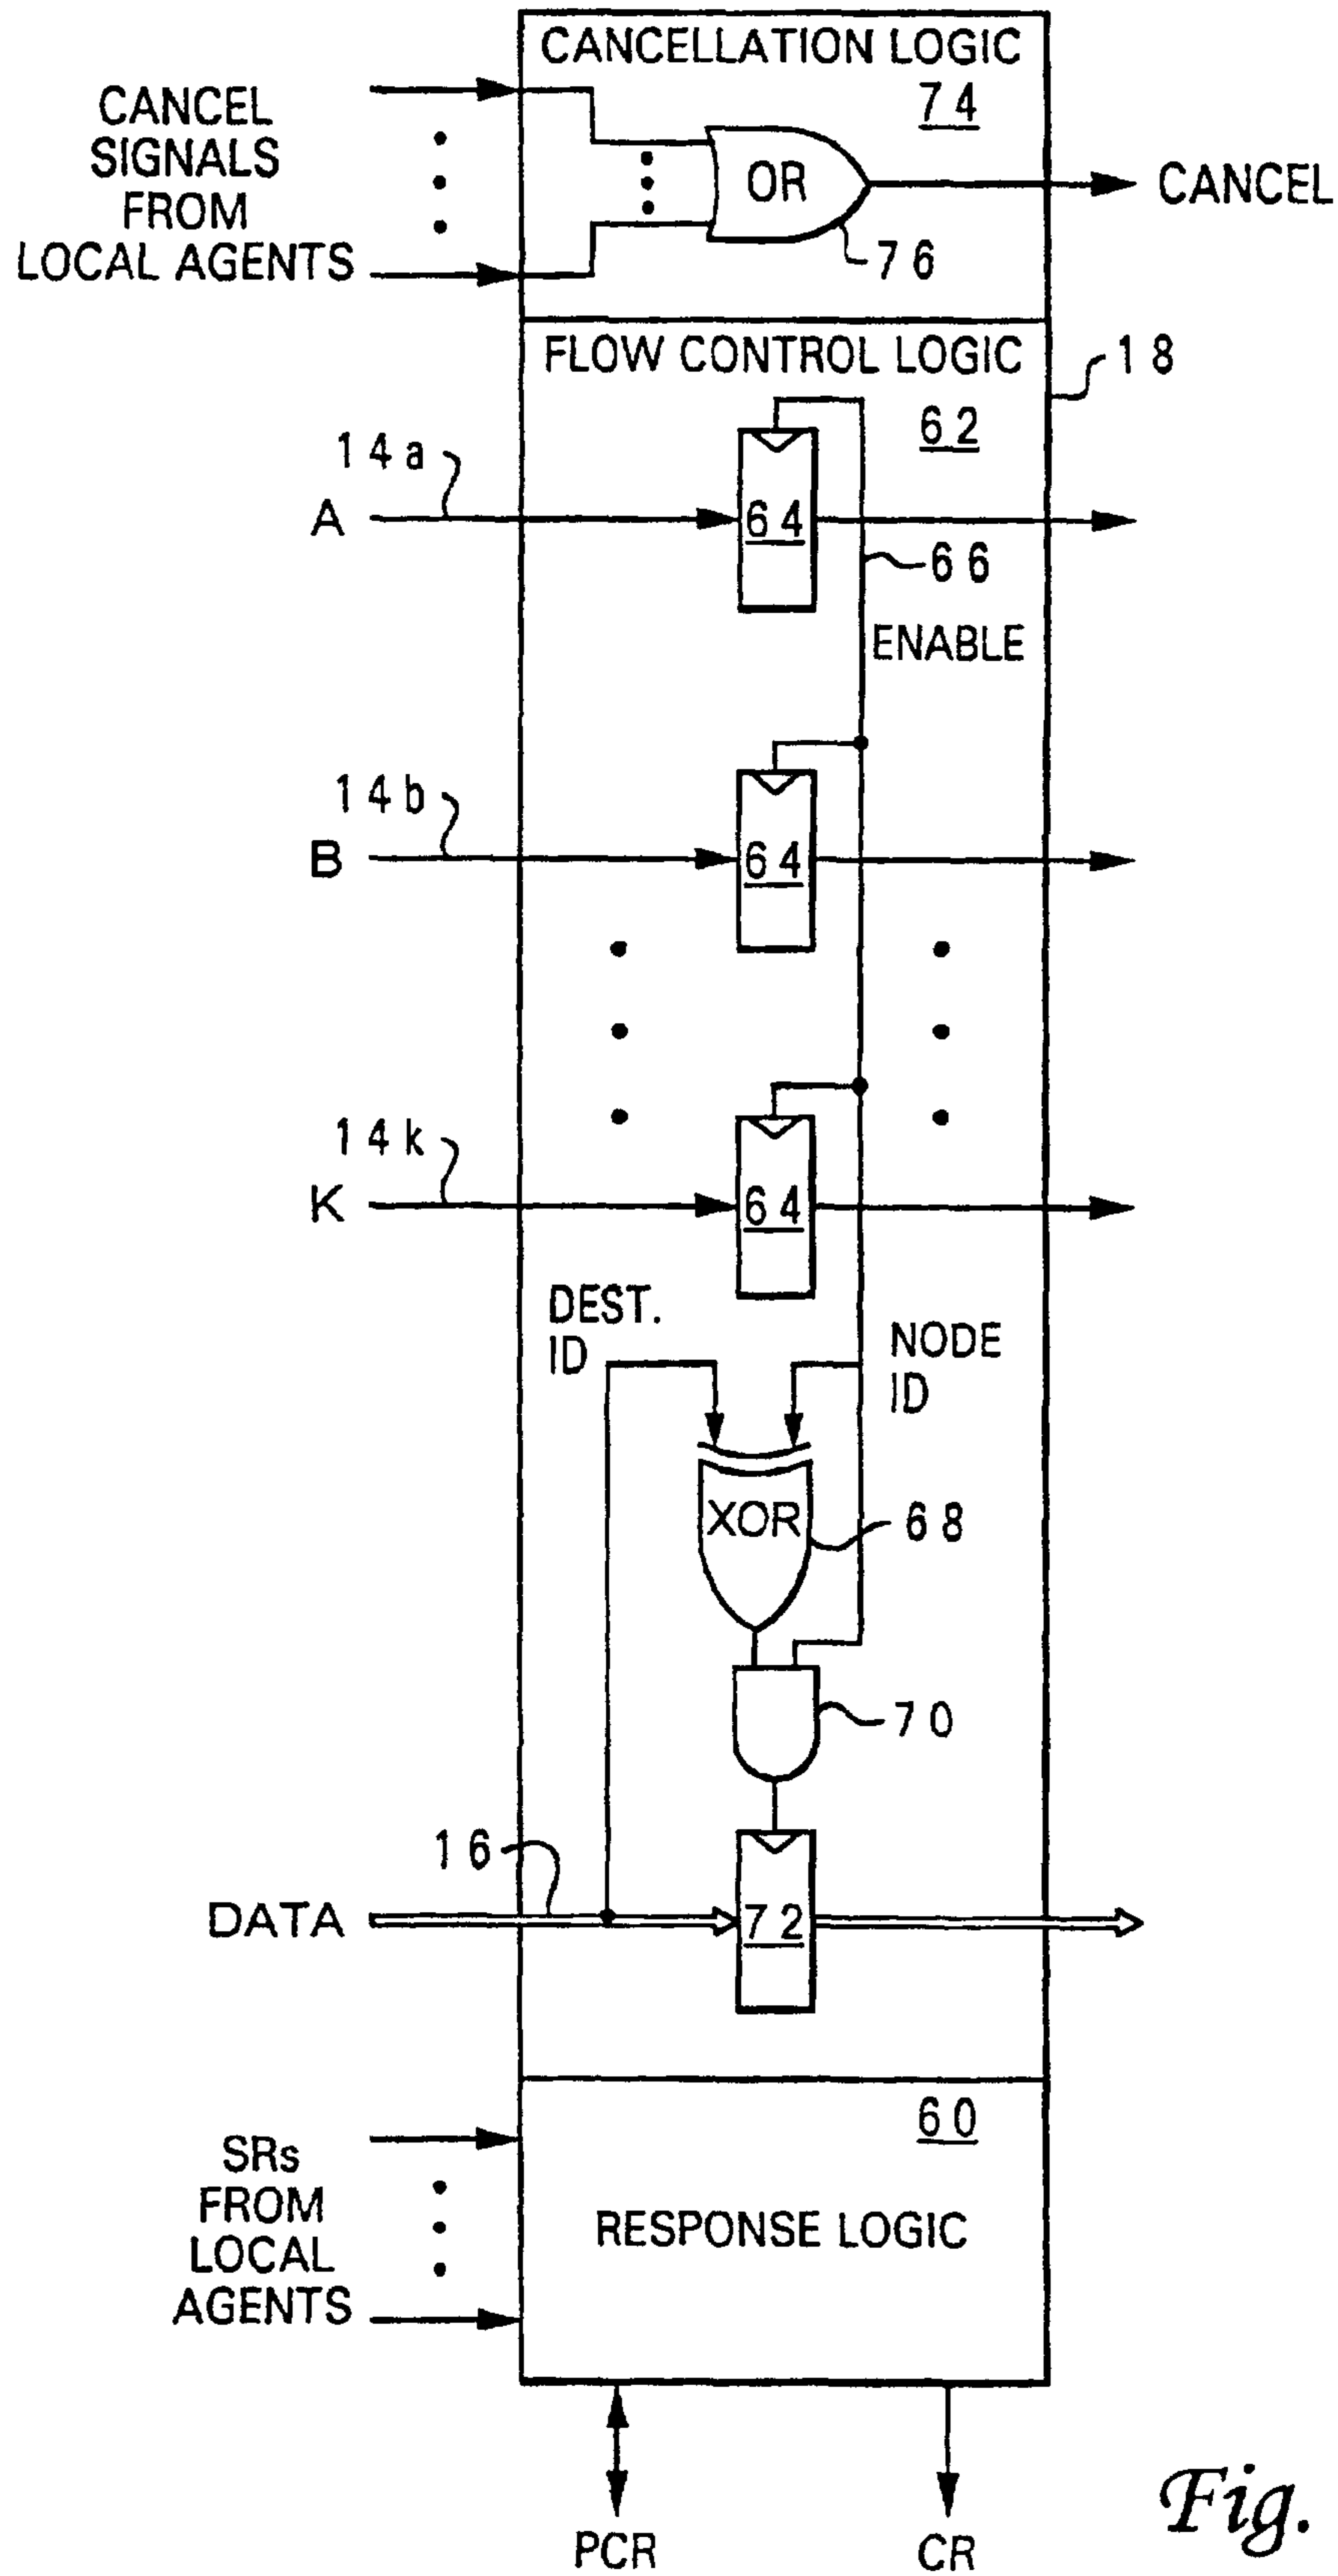 CANCELLATION LOGIC
74
CANCEL
SIGNALS
FROM
LOCAL AGENTS
OR
CANCEL
76
FLOW CONTROL LOGIC
18
62
14a
A
64
66
ENABLE
14b
B
64
14k
K
64
DEST.
ID
NODE
ID
XOR
68
70
16
DATA
72
60
SRs
FROM
LOCAL
AGENTS
RESPONSE LOGIC
PCR
CR
Fig.